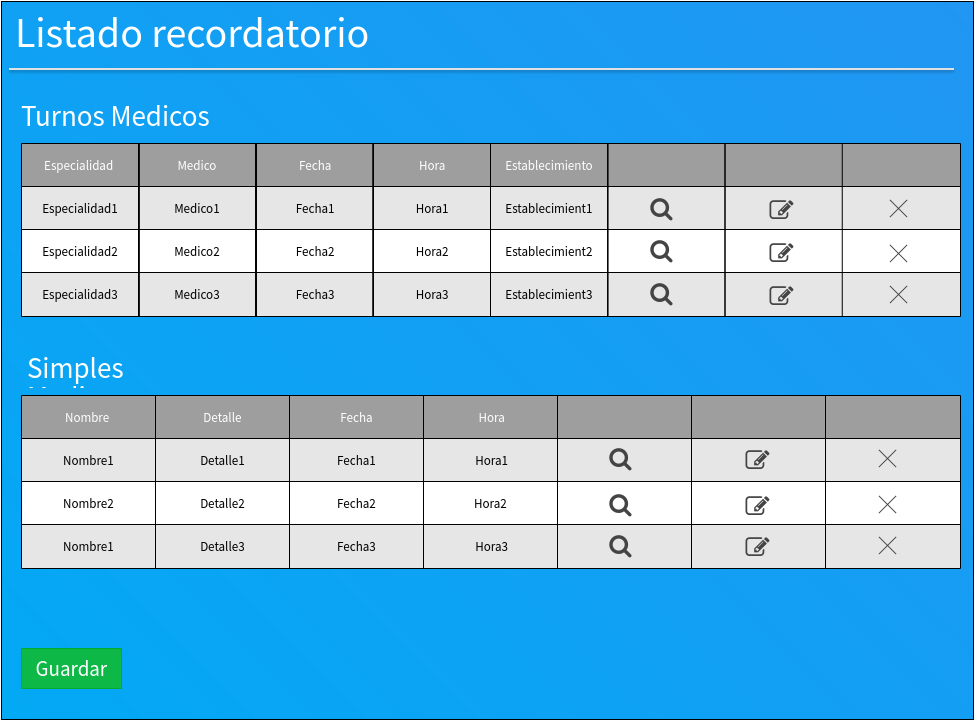 Listado recordatorio
Turnos Medicos
Especialidad Medico Fecha Hora Establecimiento
Especialidad1 Medico1 Fecha1 Hora1 Establecimient1
Especialidad2 Medico2 Fecha2 Hora2 Establecimient2
Especialidad3 Medico3 Fecha3 Hora3 Establecimient3
Simples
Nombre Detalle Fecha Hora
Nombre1 Detalle1 Fecha1 Hora1
Nombre2 Detalle2 Fecha2 Hora2
Nombre1 Detalle3 Fecha3 Hora3
Guardar